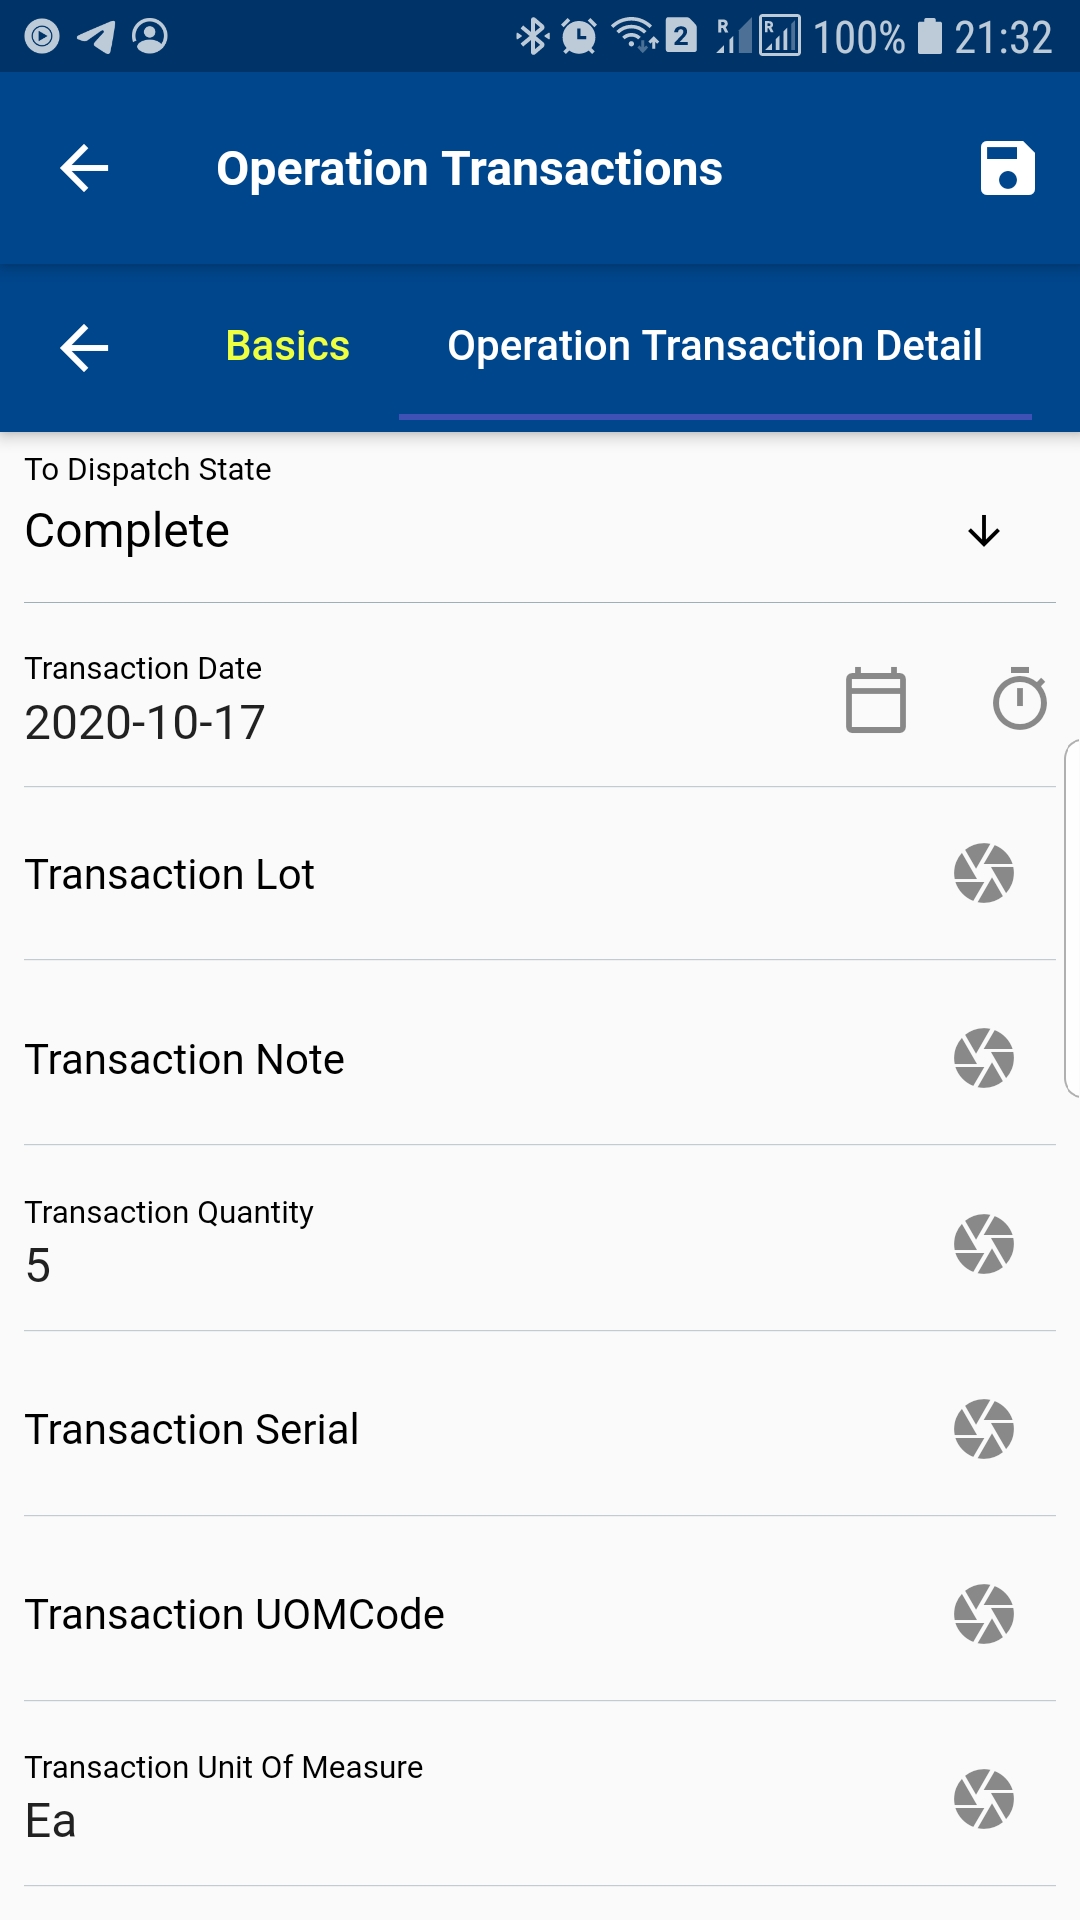 2 R R 100% 21:32
Operation Transactions
Basics Operation Transaction Detail
To Dispatch State
Complete
Transaction Date
2020-10-17
Transaction Lot
Transaction Note
Transaction Quantity
5
Transaction Serial
Transaction UOMCode
Transaction Unit Of Measure
Ea